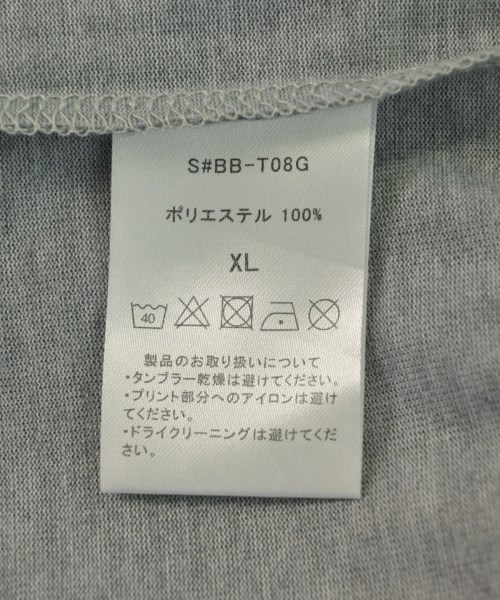 S#BB-T08G
ポリエステル 100%
XL
40
製品のお取り扱いについて
・タンブラー乾燥は避けてください。
・プリント部分へのアイロンは避け
てください。
・ドライクリーニングは避けてくだ
さい。